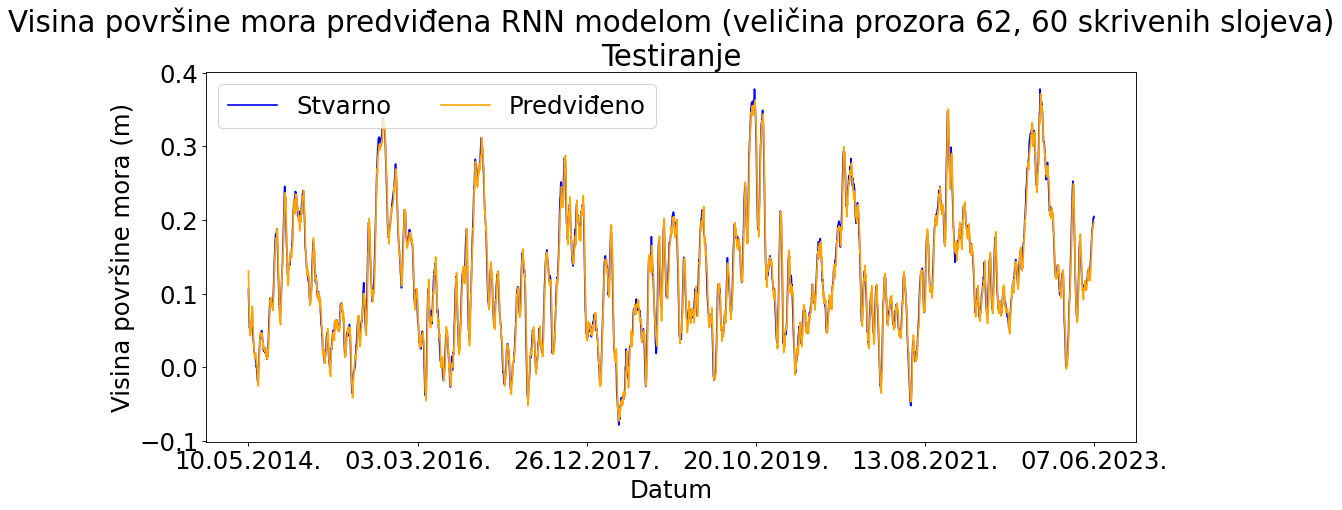 Visina površine mora predviđena RNN modelom (veličina prozora 62, 60 skrivenih slojeva)
Testiranje
Stvarno
Predviđeno
Visina površine mora (m)
0.4
0.3
0.2
0.1
0.0
−0.1
10.05.2014.
03.03.2016.
26.12.2017.
20.10.2019.
13.08.2021.
07.06.2023.
Datum